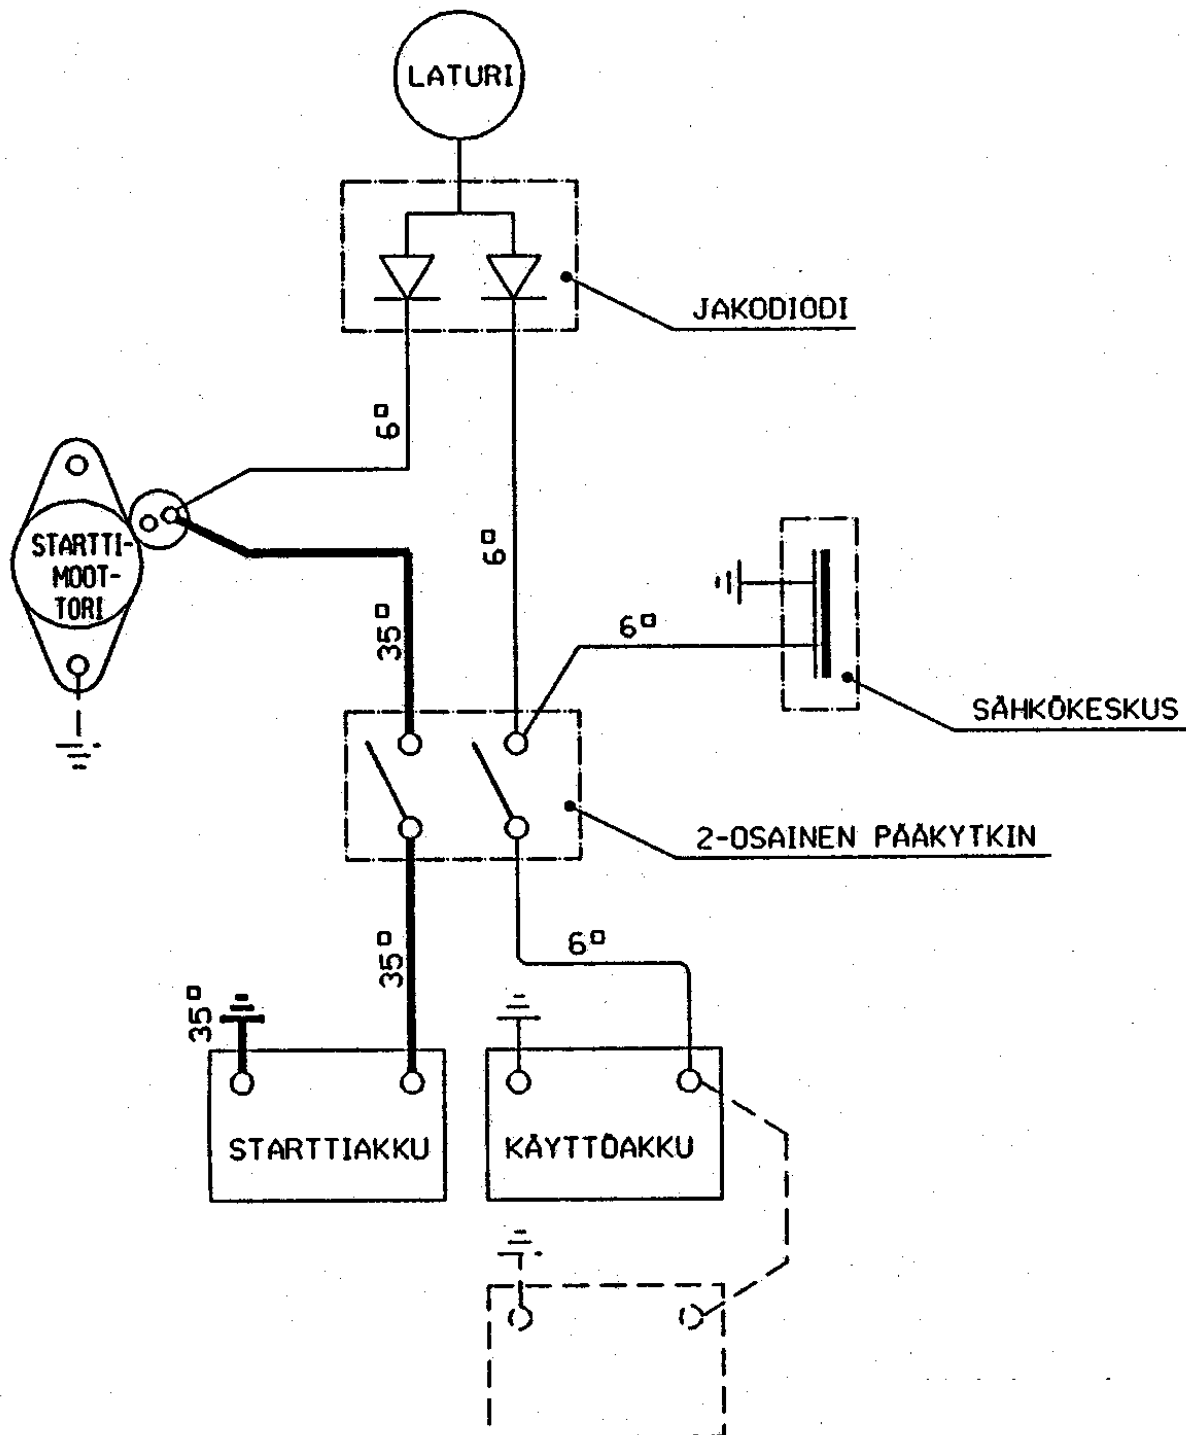 LATURI
JAKODIODI
6□
STARTTI-
MOOT-
TORI
6□
35□
6□
SÄHKÖKESKUS
2-OSAINEN PÄÄKYTKIN
35□
6□
35□
STARTTIAKKU
KÄYTTÖAKKU